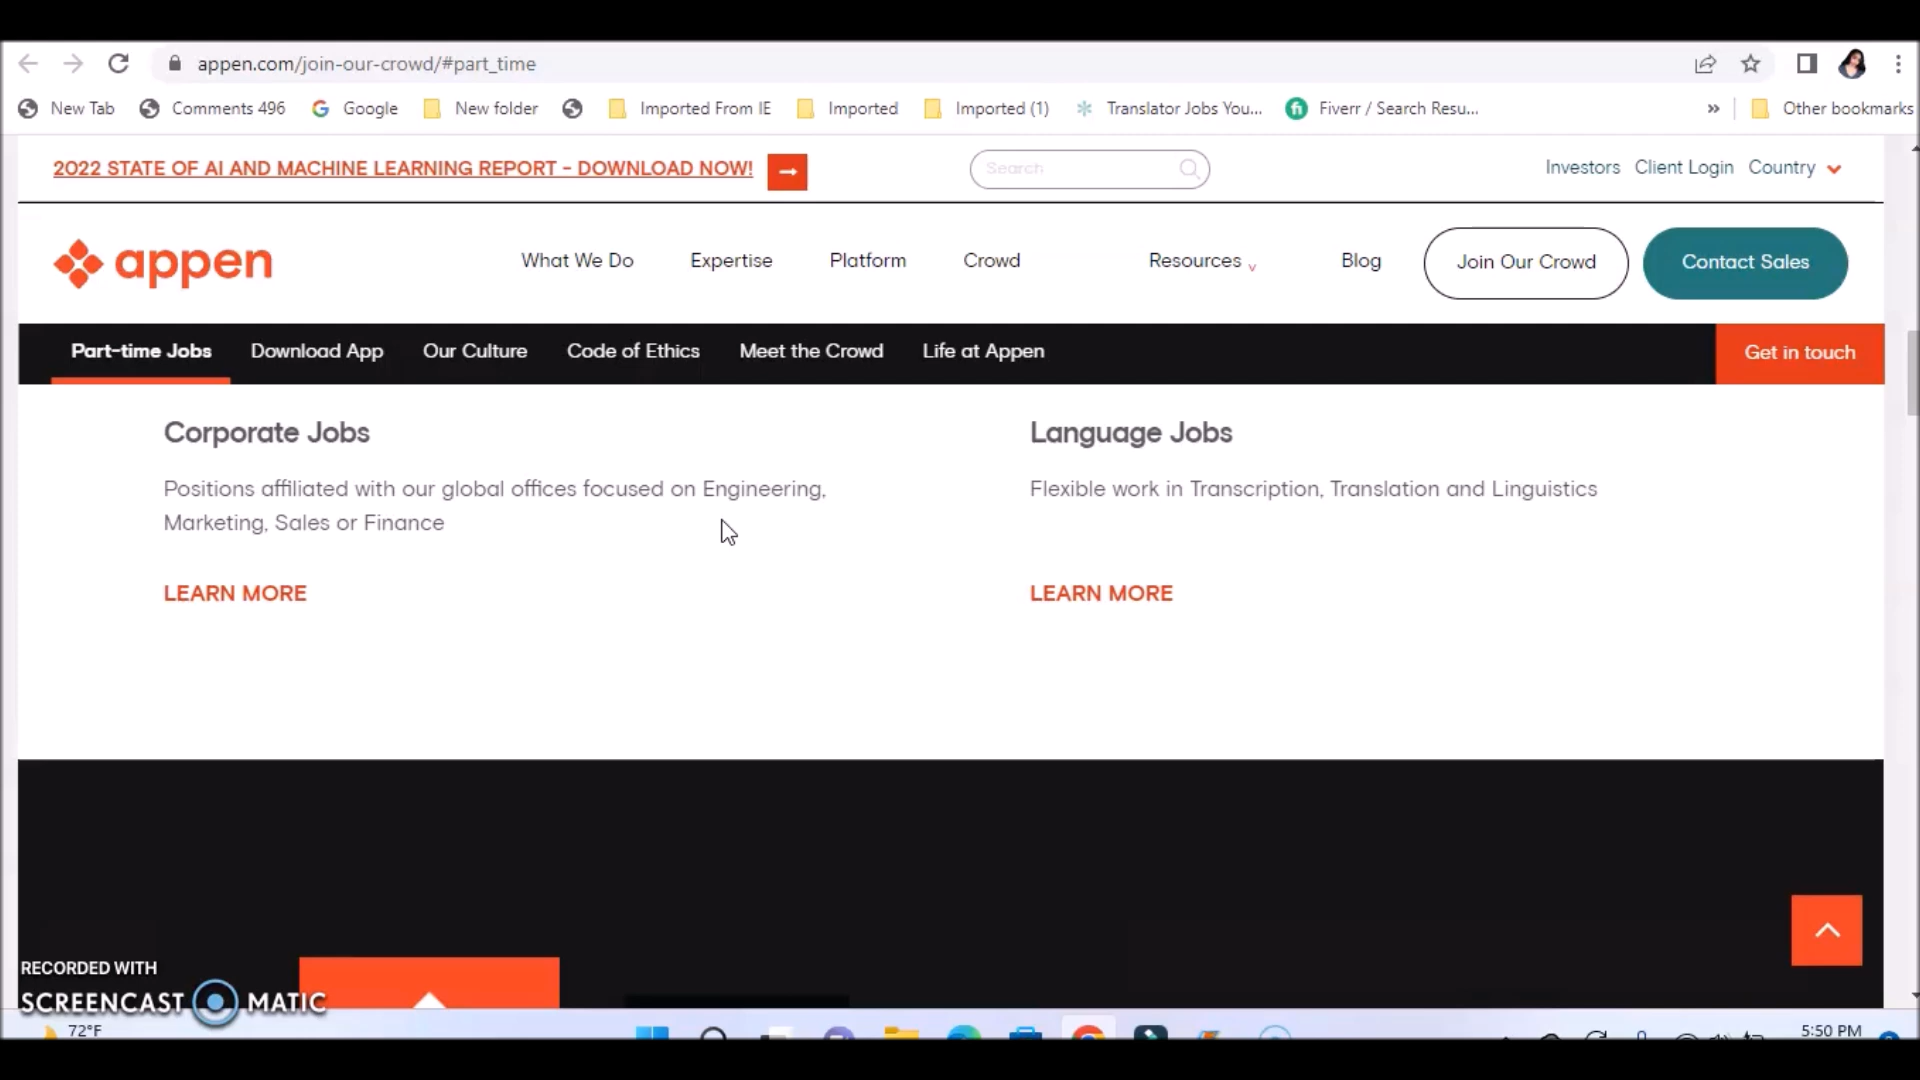 appen.com/join-our-crowd/#part_time
New Tab Comments 496 Google New folder Imported From IE Imported Imported (1) Translator Jobs You... Fiverr / Search Resu... » Other bookmarks
2022 STATE OF AI AND MACHINE LEARNING REPORT - DOWNLOAD NOW! Search Investors Client Login Country
appen What We Do Expertise Platform Crowd Resources Blog Join Our Crowd Contact Sales
Part-time Jobs Download App Our Culture Code of Ethics Meet the Crowd Life at Appen Get in touch
Corporate Jobs
Positions affiliated with our global offices focused on Engineering,
Marketing, Sales or Finance
LEARN MORE
Language Jobs
Flexible work in Transcription, Translation and Linguistics
LEARN MORE
RECORDED WITH
SCREENCAST MATIC
72°F 5:50 PM